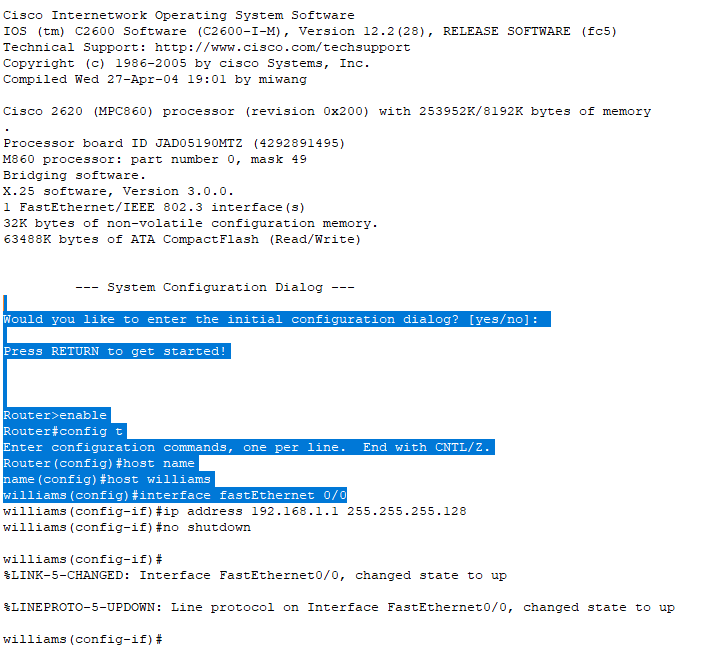 Cisco Internetwork Operating System Software
IOS (tm) C2600 Software (C2600-I-M), Version 12.2(28), RELEASE SOFTWARE (fc5)
Technical Support: http://www.cisco.com/techsupport
Copyright (c) 1986-2005 by cisco Systems, Inc.
Compiled Wed 27-Apr-04 19:01 by miwang
Cisco 2620 (MPC860) processor (revision 0x200) with 253952K/8192K bytes of memory
.
Processor board ID JAD05190MTZ (4292891495)
M860 processor: part number 0, mask 49
Bridging software.
X.25 software, Version 3.0.0.
1 FastEthernet/IEEE 802.3 interface(s)
32K bytes of non-volatile configuration memory.
63488K bytes of ATA CompactFlash (Read/Write)
--- System Configuration Dialog ---
Would you like to enter the initial configuration dialog? [yes/no]:
Press RETURN to get started!
Router>enable
Router#config t
Enter configuration commands, one per line.  End with CNTL/Z.
Router(config)#host name
name(config)#host williams
williams(config)#interface fastEthernet 0/0
williams(config-if)#ip address 192.168.1.1 255.255.255.128
williams(config-if)#no shutdown
williams(config-if)#
%LINK-5-CHANGED: Interface FastEthernet0/0, changed state to up
%LINEPROTO-5-UPDOWN: Line protocol on Interface FastEthernet0/0, changed state to up
williams(config-if)#